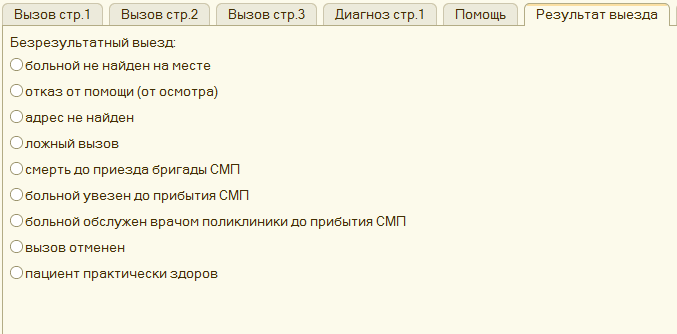 Вызов стр.1 Вызов стр.2 Вызов стр.3 Диагноз стр.1 Помощь Результат выезда
Безрезультатный выезд:
больной не найден на месте
отказ от помощи (от осмотра)
адрес не найден
ложный вызов
смерть до приезда бригады СМП
больной увезен до прибытия СМП
больной обслужен врачом поликлиники до прибытия СМП
вызов отменен
пациент практически здоров